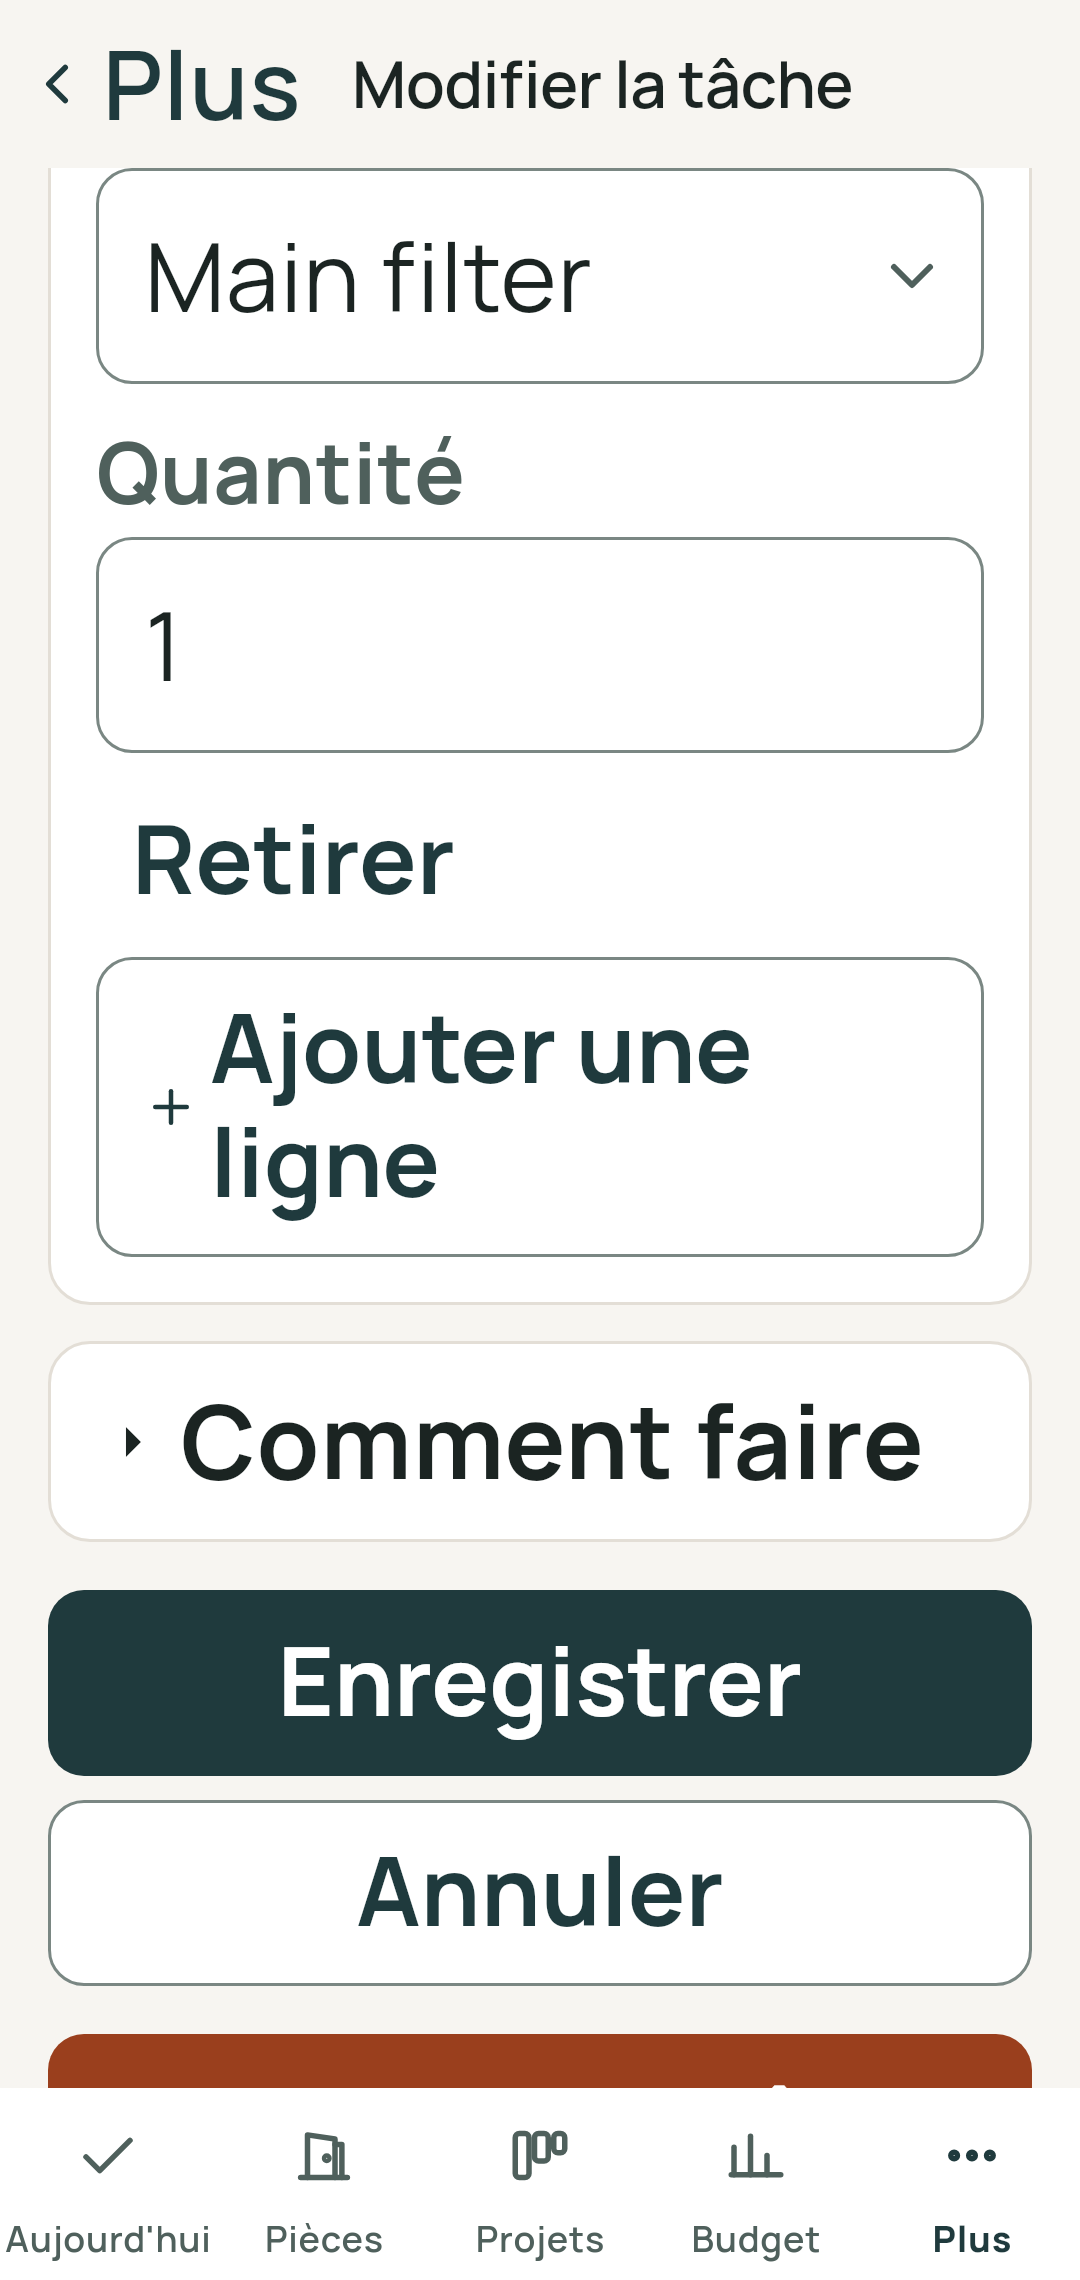 Plus Modifier la tâche
Main filter
Quantité
1
Retirer
Ajouter une
ligne
Comment faire
Enregistrer
Annuler
Aujourd'hui Pièces Projets Budget Plus